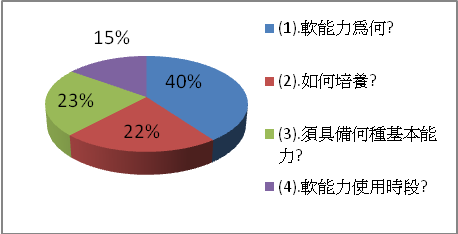 15%
40%
23%
22%
(1).軟能力爲何?
(2).如何培養?
(3).須具備何種基本能
力?
(4).軟能力使用時段?